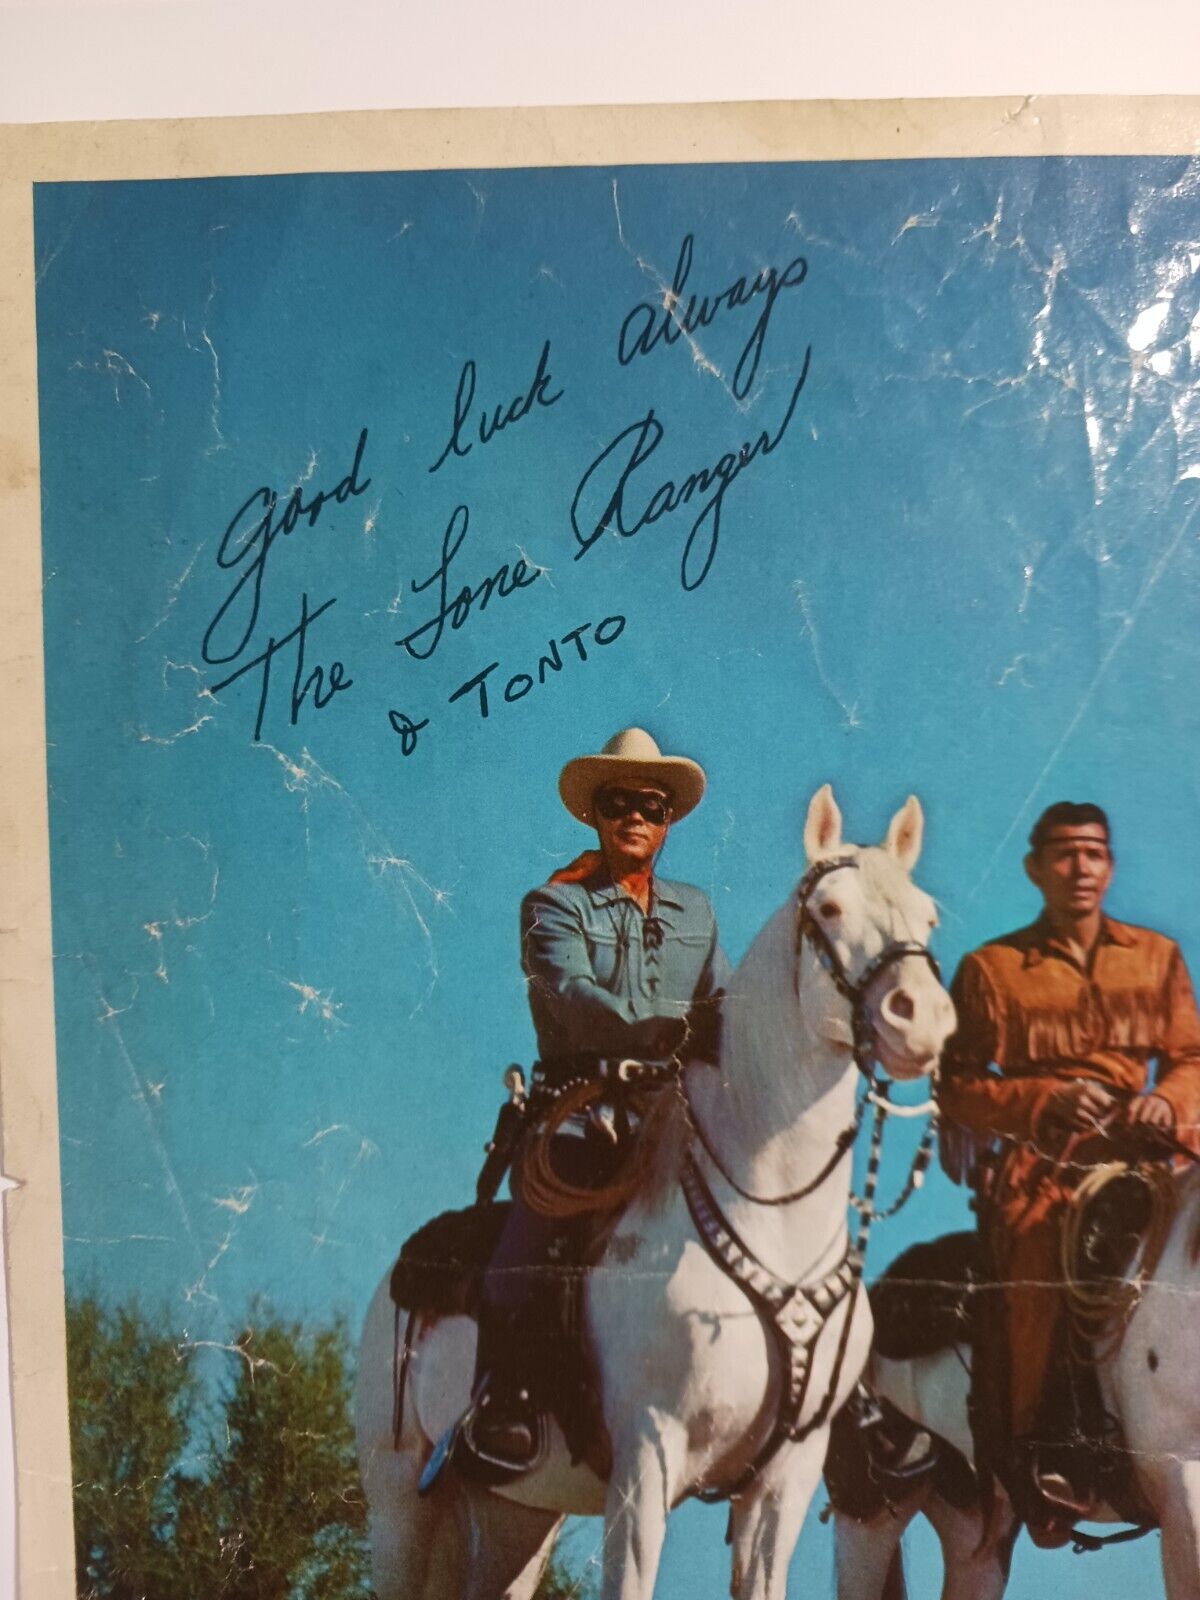 Good luck always
The Lone Ranger
& TONTO